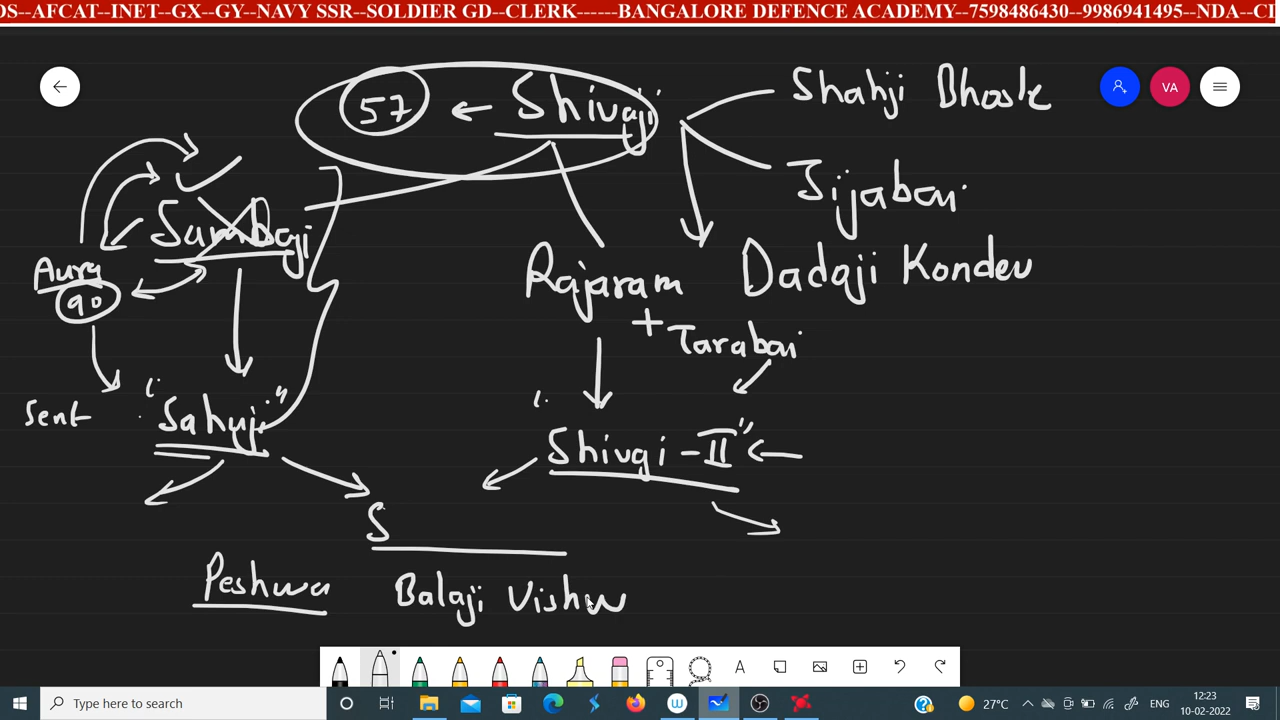 DS--AFCAT--INET--GX--GY--NAVY SSR--SOLDIER GD--CLERK------BANGALORE DEFENCE ACADEMY--7598486430--9986941495--NDA--CD
57 ← Shivaji
Shahji Bhosle
VA
Jijabai
Sambaji
Aurg
90
Rajaram
Dadaji Kondev
+ Tarabai
Sent
"Sahuji"
Shivgi - II"
S
Peshwa
Balaji Vishw
A
Type here to search
27°C
ENG
12:23
10-02-2022